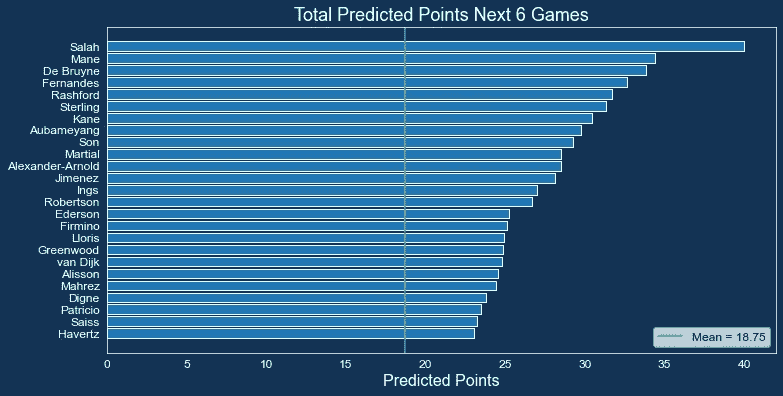 Total Predicted Points Next 6 Games
Salah
Mane
De Bruyne
Fernandes
Rashford
Sterling
Kane
Aubameyang
Son
Martial
Alexander-Arnold
Jimenez
Ings
Robertson
Ederson
Firmino
Lloris
Greenwood
van Dijk
Alisson
Mahrez
Digne
Patricio
Saiss
Havertz
Mean = 18.75
0 5 10 15 20 25 30 35 40
Predicted Points